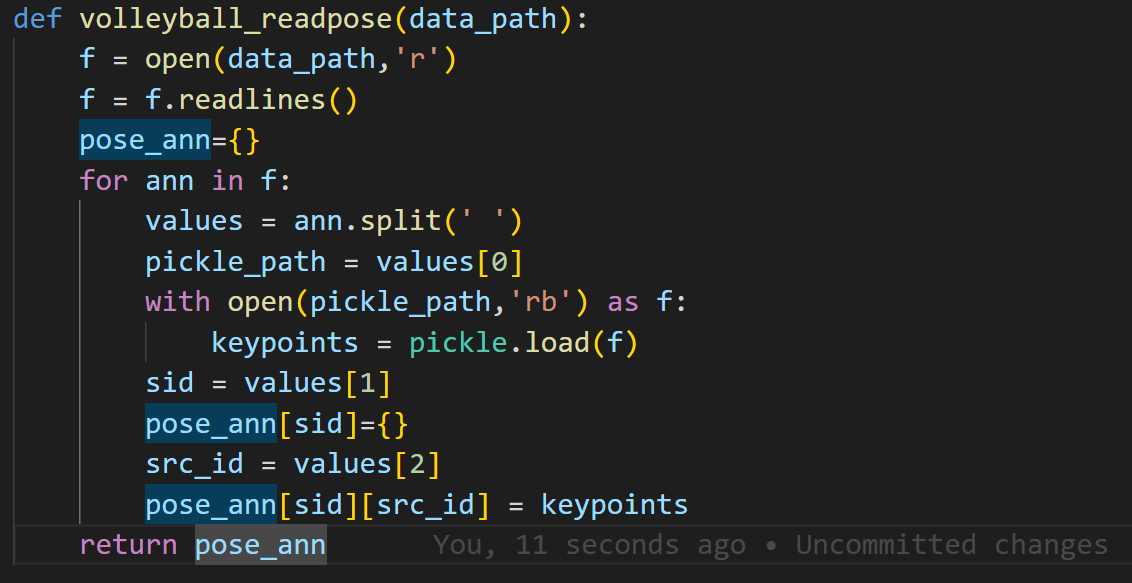 def volleyball_readpose(data_path):
    f = open(data_path,'r')
    f = f.readlines()
    pose_ann={}
    for ann in f:
        values = ann.split(' ')
        pickle_path = values[0]
        with open(pickle_path,'rb') as f:
            keypoints = pickle.load(f)
        sid = values[1]
        pose_ann[sid]={}
        src_id = values[2]
        pose_ann[sid][src_id] = keypoints
    return pose_ann You, 11 seconds ago • Uncommitted changes